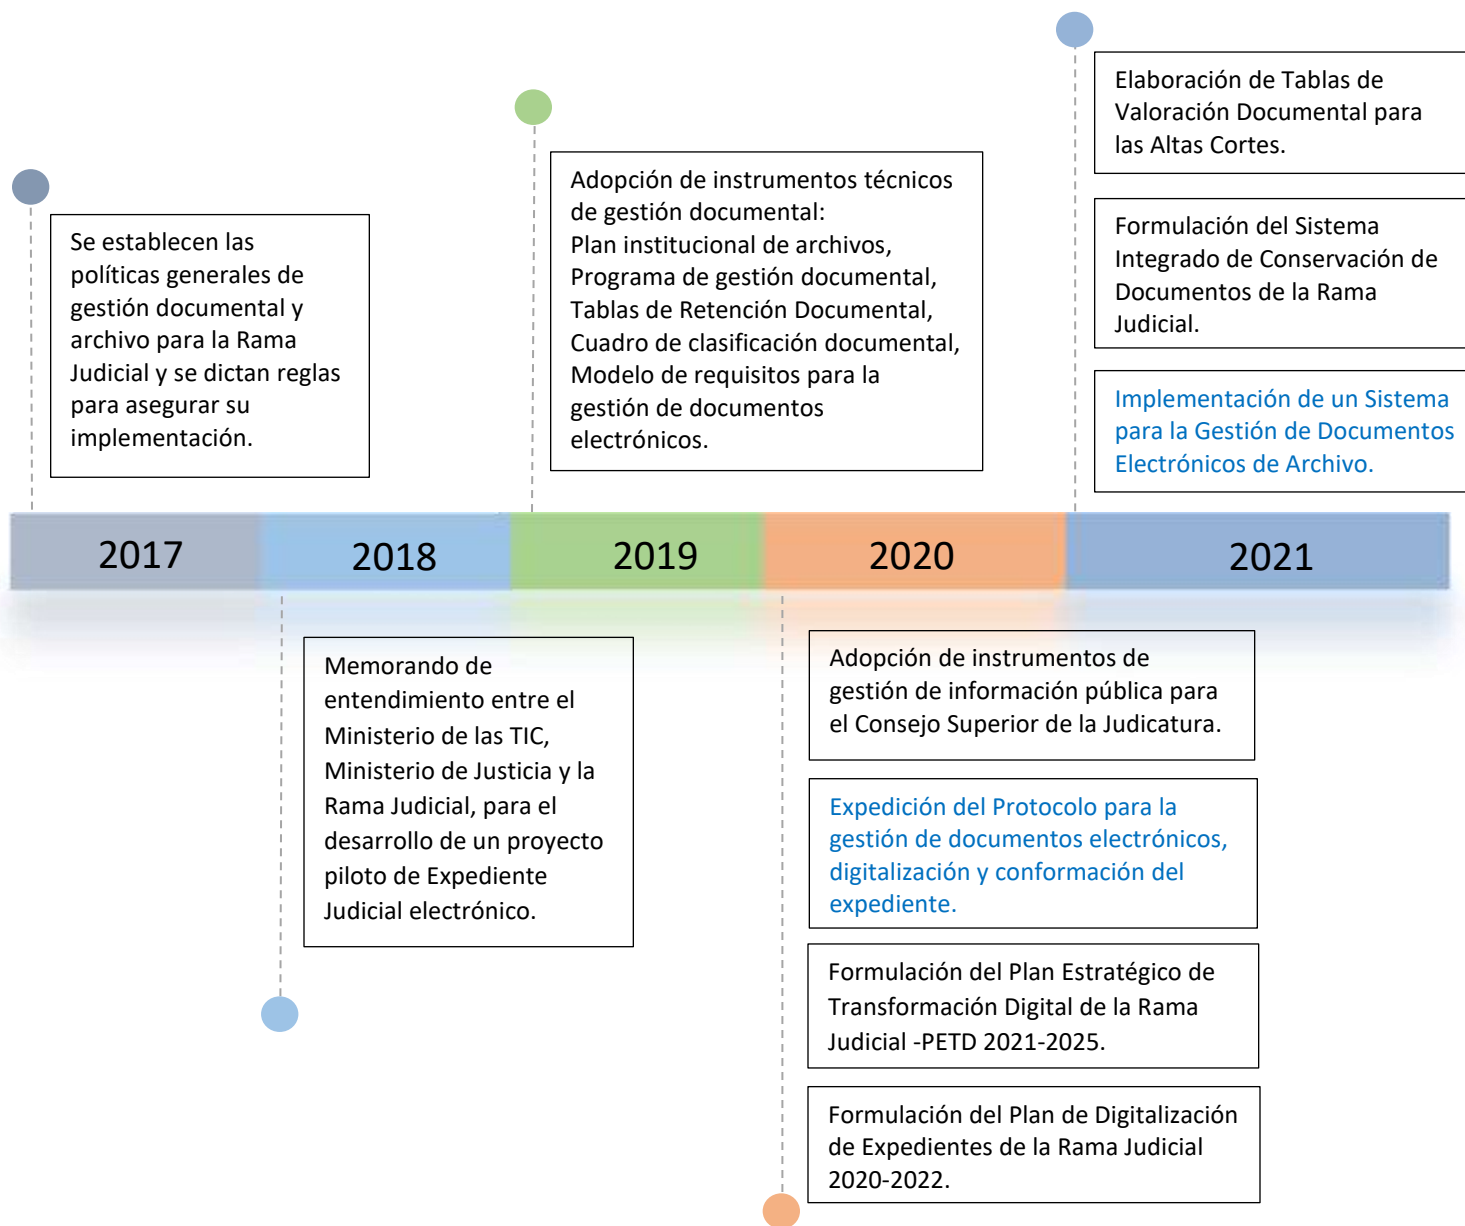 Se establecen las
políticas generales de
gestión documental y
archivo para la Rama
Judicial y se dictan reglas
para asegurar su
implementación.
Adopción de instrumentos técnicos
de gestión documental:
Plan institucional de archivos,
Programa de gestión documental,
Tablas de Retención Documental,
Cuadro de clasificación documental,
Modelo de requisitos para la
gestión de documentos
electrónicos.
Elaboración de Tablas de
Valoración Documental para
las Altas Cortes.
Formulación del Sistema
Integrado de Conservación de
Documentos de la Rama
Judicial.
Implementación de un Sistema
para la Gestión de Documentos
Electrónicos de Archivo.
2017
2018
2019
2020
2021
Memorando de
entendimiento entre el
Ministerio de las TIC,
Ministerio de Justicia y la
Rama Judicial, para el
desarrollo de un proyecto
piloto de Expediente
Judicial electrónico.
Adopción de instrumentos de
gestión de información pública para
el Consejo Superior de la Judicatura.
Expedición del Protocolo para la
gestión de documentos electrónicos,
digitalización y conformación del
expediente.
Formulación del Plan Estratégico de
Transformación Digital de la Rama
Judicial -PETD 2021-2025.
Formulación del Plan de Digitalización
de Expedientes de la Rama Judicial
2020-2022.